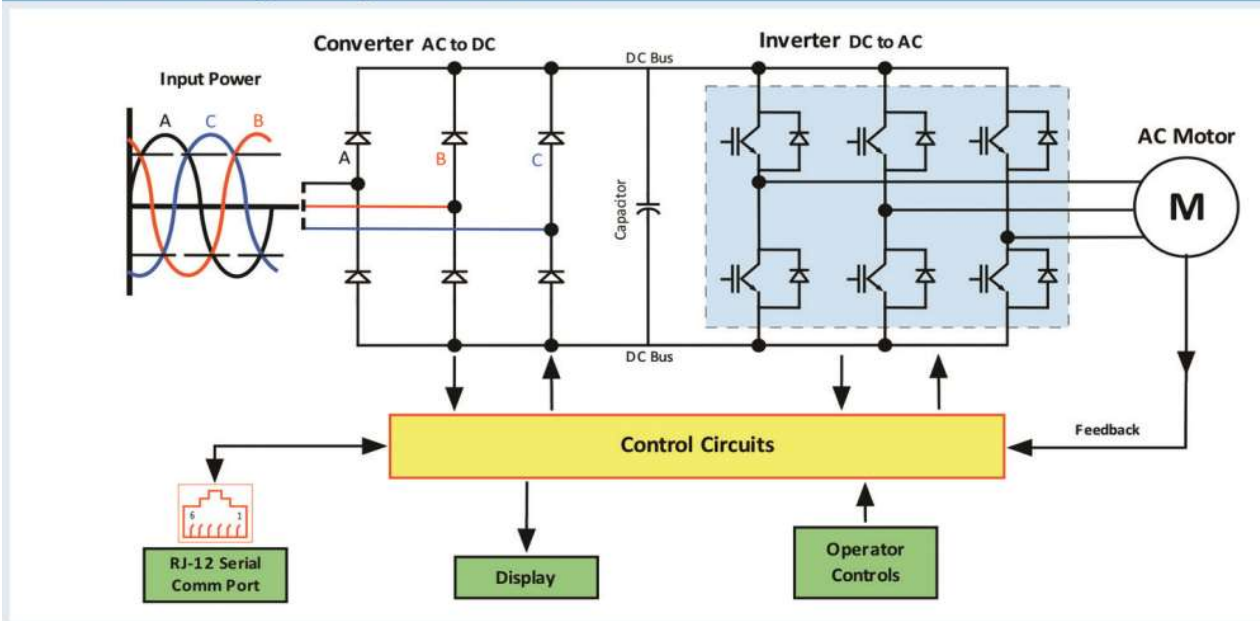 Converter AC to DC
DC Bus
Inverter DC to AC
Input Power
A C B
A
B
C
Capacitor
AC Motor
M
DC Bus
Control Circuits
Feedback
6 1
RJ-12 Serial
Comm Port
Display
Operator
Controls